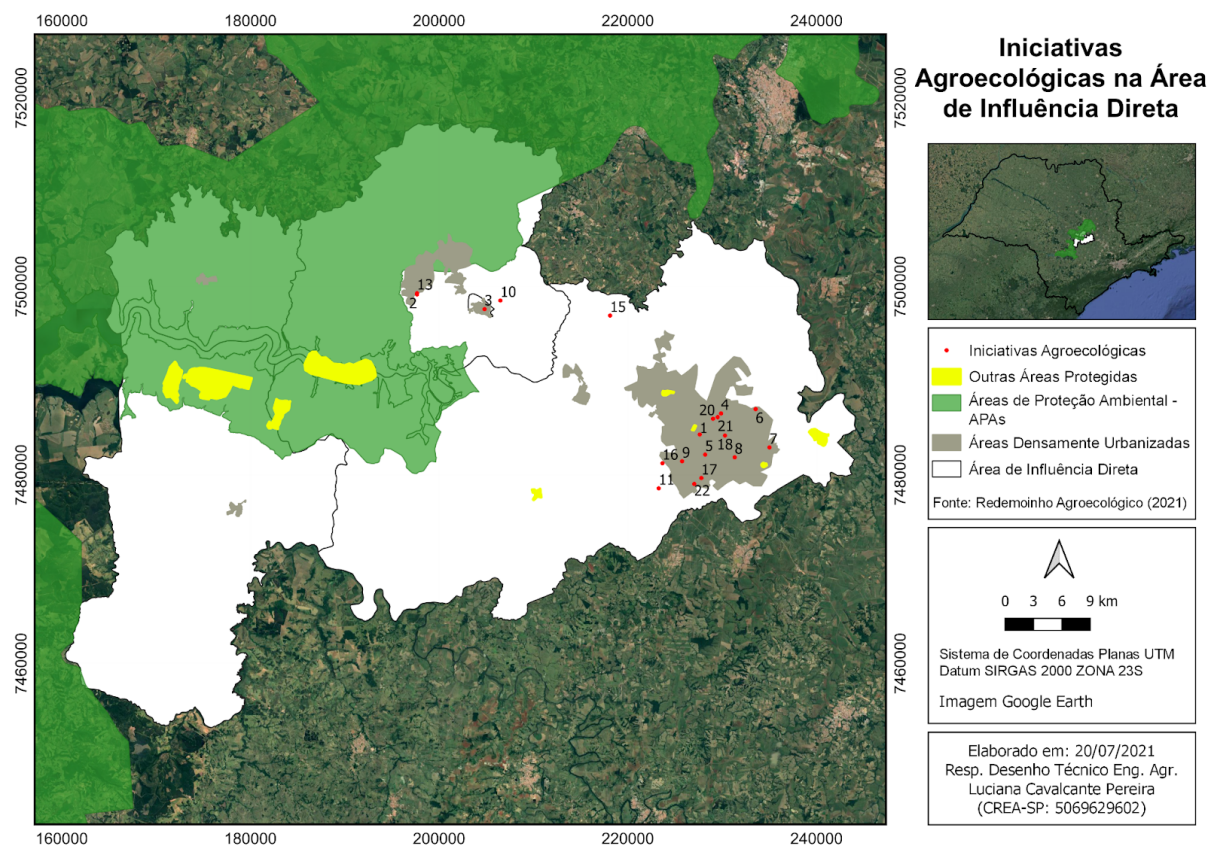 160000 180000 200000 220000 240000
7520000 7520000
7500000 7500000
7480000 7480000
7460000 7460000
13
2
3
10
15
20
4
6
1
21
18
5
8
7
16
9
17
11
22
160000 180000 200000 220000 240000
Iniciativas
Agroecológicas na Área
de Influência Direta
Iniciativas Agroecológicas
Outras Áreas Protegidas
Áreas de Proteção Ambiental -
APAs
Áreas Densamente Urbanizadas
Área de Influência Direta
Fonte: Redemoinho Agroecológico (2021)
0 3 6 9 km
Sistema de Coordenadas Planas UTM
Datum SIRGAS 2000 ZONA 23S
Imagem Google Earth
Elaborado em: 20/07/2021
Resp. Desenho Técnico Eng. Agr.
Luciana Cavalcante Pereira
(CREA-SP: 5069629602)